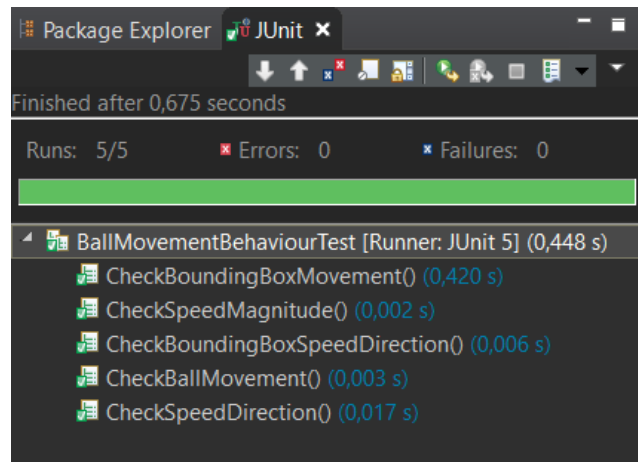 Package Explorer JUnit
Finished after 0,675 seconds
Runs: 5/5 Errors: 0 Failures: 0
BallMovementBehaviourTest [Runner: JUnit 5] (0,448 s)
CheckBoundingBoxMovement() (0,420 s)
CheckSpeedMagnitude() (0,002 s)
CheckBoundingBoxSpeedDirection() (0,006 s)
CheckBallMovement() (0,003 s)
CheckSpeedDirection() (0,017 s)